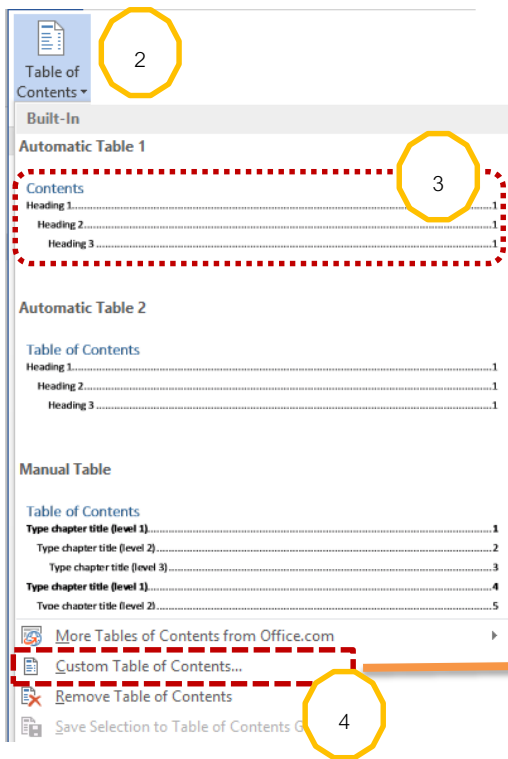 Table of
Contents
2
Built-In
Automatic Table 1
3
Contents
Heading 1...1
Heading 2...1
Heading 3...1
Automatic Table 2
Table of Contents
Heading 1...1
Heading 2...1
Heading 3...1
Manual Table
Table of Contents
Type chapter title (level 1)...1
Type chapter title (level 2)...2
Type chapter title (level 3)...3
Type chapter title (level 1)...4
Type chapter title (level 2)...5
More Tables of Contents from Office.com
Custom Table of Contents...
Remove Table of Contents
Save Selection to Table of Contents
4